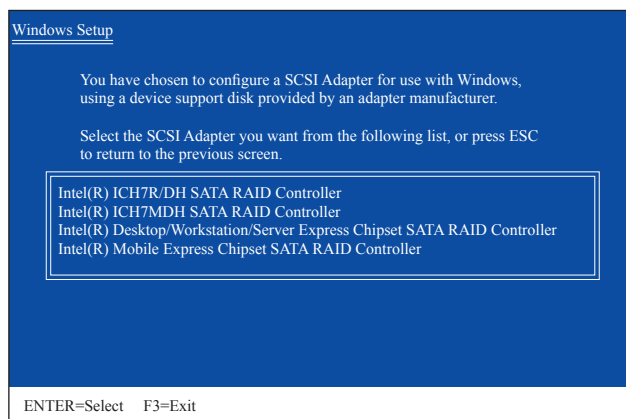 Windows Setup
You have chosen to configure a SCSI Adapter for use with Windows,
using a device support disk provided by an adapter manufacturer.
Select the SCSI Adapter you want from the following list, or press ESC
to return to the previous screen.
Intel(R) ICH7R/DH SATA RAID Controller
Intel(R) ICH7MDH SATA RAID Controller
Intel(R) Desktop/Workstation/Server Express Chipset SATA RAID Controller
Intel(R) Mobile Express Chipset SATA RAID Controller
ENTER=Select F3=Exit